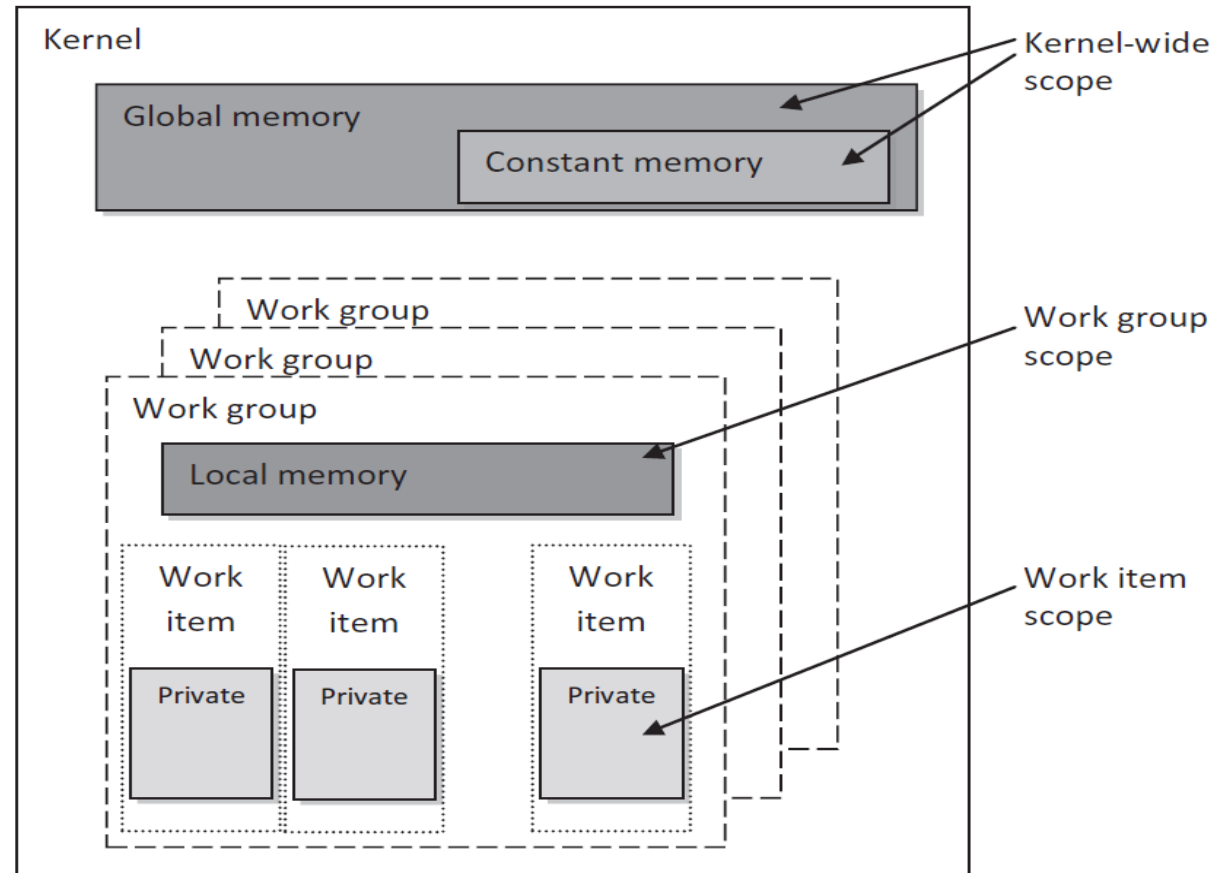 Kernel
Kernel-wide
scope
Global memory
Constant memory
Work group
Work group
Work group
Work group
scope
Local memory
Work
item
Work
item
Work
item
Work item
scope
Private
Private
Private